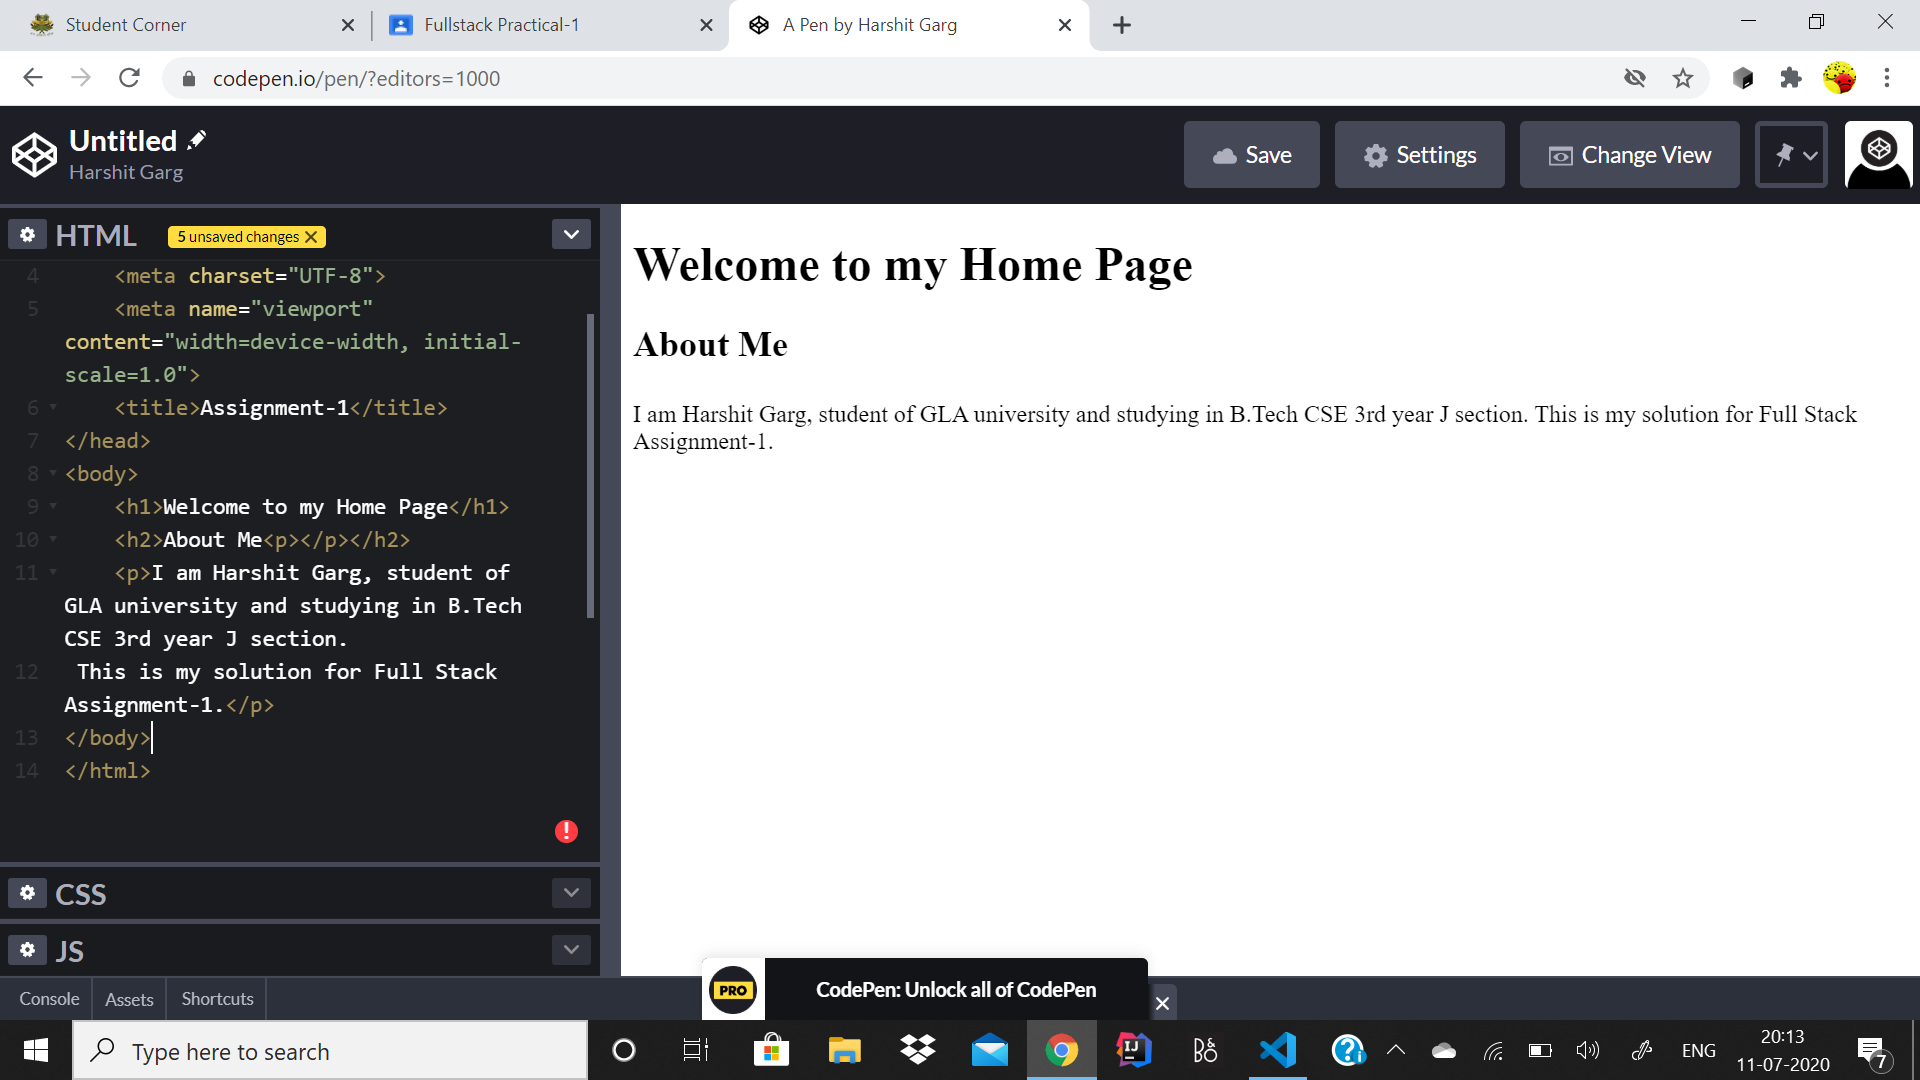 Student Corner
Fullstack Practical-1
A Pen by Harshit Garg
codepen.io/pen/?editors=1000
Untitled
Harshit Garg
Save
Settings
Change View
HTML
5 unsaved changes
4 <meta charset="UTF-8">
5 <meta name="viewport"
content="width=device-width, initial-
scale=1.0">
6 <title>Assignment-1</title>
7 </head>
8 <body>
9 <h1>Welcome to my Home Page</h1>
10 <h2>About Me<p></p></h2>
11 <p>I am Harshit Garg, student of
GLA university and studying in B.Tech
CSE 3rd year J section.
12 This is my solution for Full Stack
Assignment-1.</p>
13 </body>
14 </html>
Welcome to my Home Page
About Me
I am Harshit Garg, student of GLA university and studying in B.Tech CSE 3rd year J section. This is my solution for Full Stack
Assignment-1.
CSS
JS
Console
Assets
Shortcuts
PRO
CodePen: Unlock all of CodePen
Type here to search
IJ
B&O
ENG
20:13
11-07-2020
7